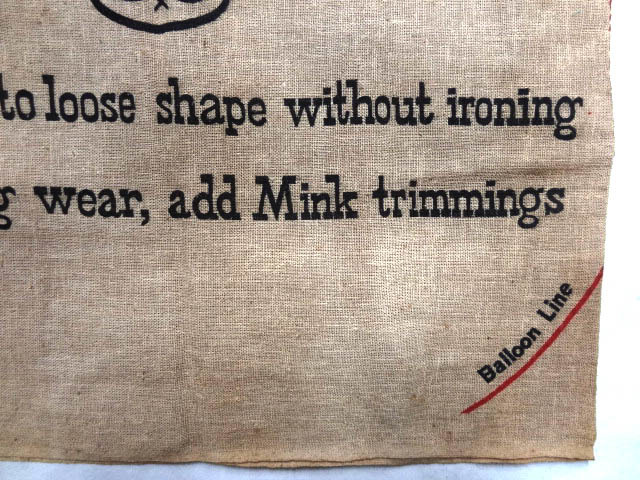 to loose shape without ironing
g wear, add Mink trimmings
Balloon Line